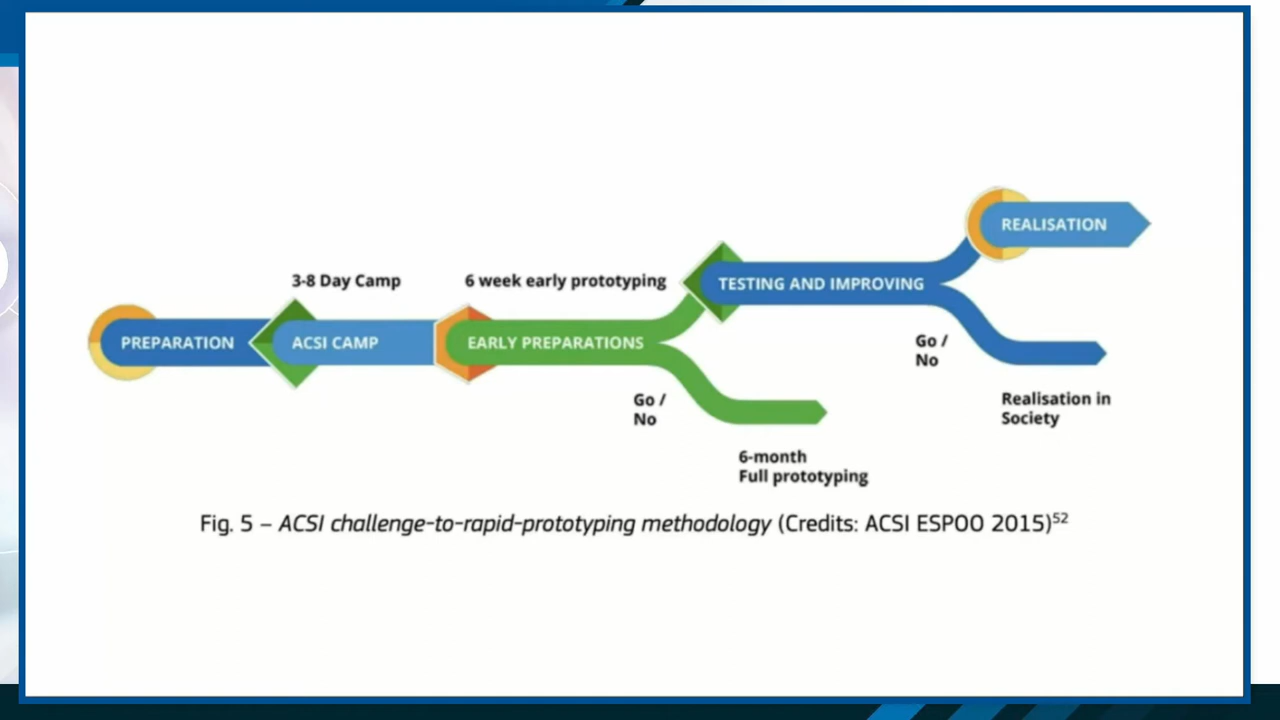 REALISATION
3-8 Day Camp
6 week early prototyping
TESTING AND IMPROVING
PREPARATION
ACSI CAMP
EARLY PREPARATIONS
Go /
No
Go /
No
Realisation in
Society
6-month
Full prototyping
Fig. 5 – ACSI challenge-to-rapid-prototyping methodology (Credits: ACSI ESPOO 2015)⁵²